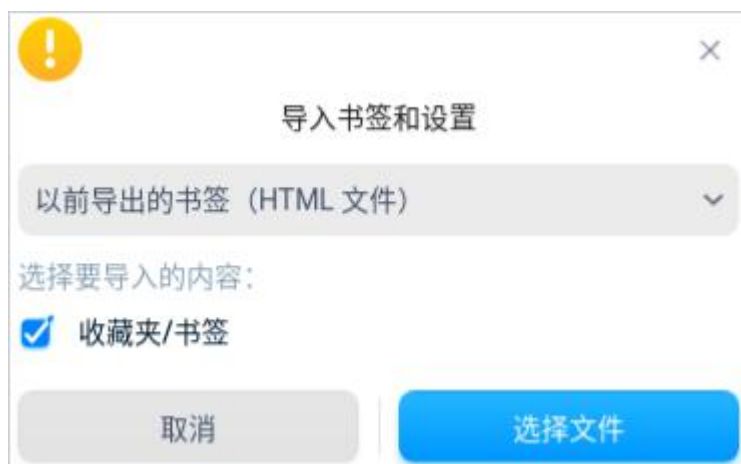 导入书签和设置
以前导出的书签（HTML 文件）
选择要导入的内容：
收藏夹/书签
取消
选择文件